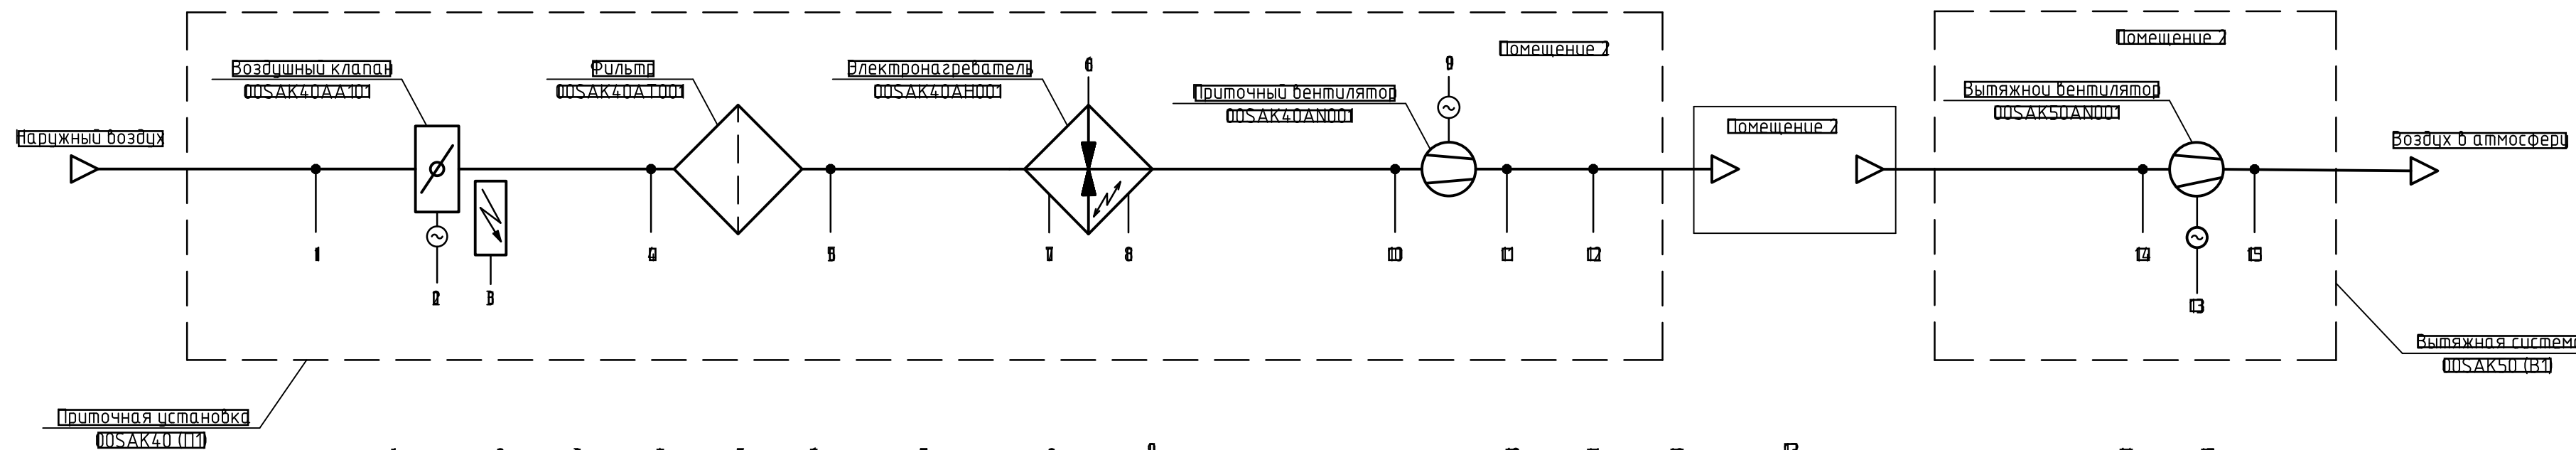 Помещение 2
Помещение 2
Воздушный клапан
00SAK40AA101
Фильтр
00SAK40AT001
Электронагреватель
00SAK40AH001
6
9
Приточный вентилятор
00SAK40AN001
Вытяжной вентилятор
00SAK50AN001
Наружный воздух
Помещение 2
Воздух в атмосферу
1
4
5
7
8
10
11
12
14
15
2
3
13
Вытяжная система
00SAK50 (В1)
Приточная установка
00SAK40 (П1)